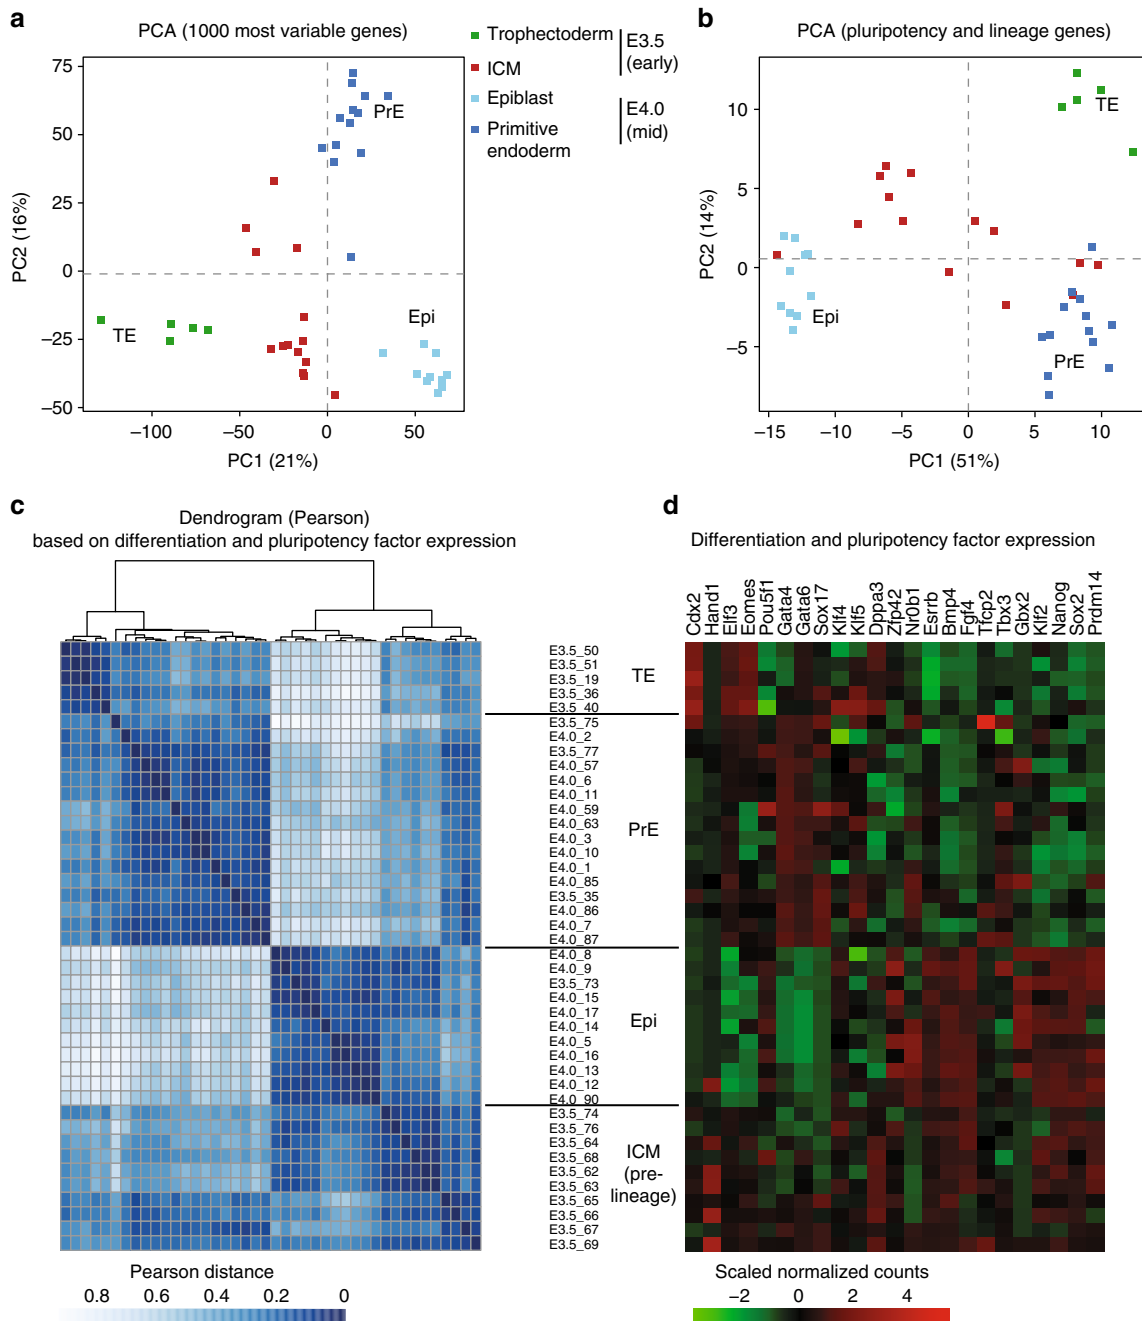 a
PCA (1000 most variable genes)
Trophectoderm
ICM
Epiblast
Primitive
endoderm
E3.5
(early)
E4.0
(mid)
75
50
25
0
−25
−50
PC2 (16%)
PrE
TE
Epi
−100
−50
0
50
PC1 (21%)
b
PCA (pluripotency and lineage genes)
10
5
0
−5
PC2 (14%)
TE
Epi
PrE
−15
−10
−5
0
5
10
PC1 (51%)
c
Dendrogram (Pearson)
based on differentiation and pluripotency factor expression
E3.5_50
E3.5_51
E3.5_19
E3.5_36
E3.5_40
E3.5_75
E4.0_2
E3.5_77
E4.0_57
E4.0_6
E4.0_11
E4.0_59
E4.0_63
E4.0_3
E4.0_10
E4.0_1
E4.0_85
E3.5_35
E4.0_86
E4.0_7
E4.0_87
E4.0_8
E4.0_9
E3.5_73
E4.0_15
E4.0_17
E4.0_14
E4.0_5
E4.0_16
E4.0_13
E4.0_12
E4.0_90
E3.5_74
E3.5_76
E3.5_64
E3.5_68
E3.5_62
E3.5_63
E3.5_65
E3.5_66
E3.5_67
E3.5_69
TE
PrE
Epi
ICM
(pre-
lineage)
Pearson distance
0.8 0.6 0.4 0.2 0
d
Differentiation and pluripotency factor expression
Cdx2
Hand1
Elf3
Eomes
Pou5f1
Gata4
Gata6
Sox17
Klf4
Klf5
Dppa3
Zfp42
Nr0b1
Esrrb
Bmp4
Fgf4
Tfcp2
Tbx3
Gbx2
Klf2
Nanog
Sox2
Prdm14
Scaled normalized counts
−2 0 2 4